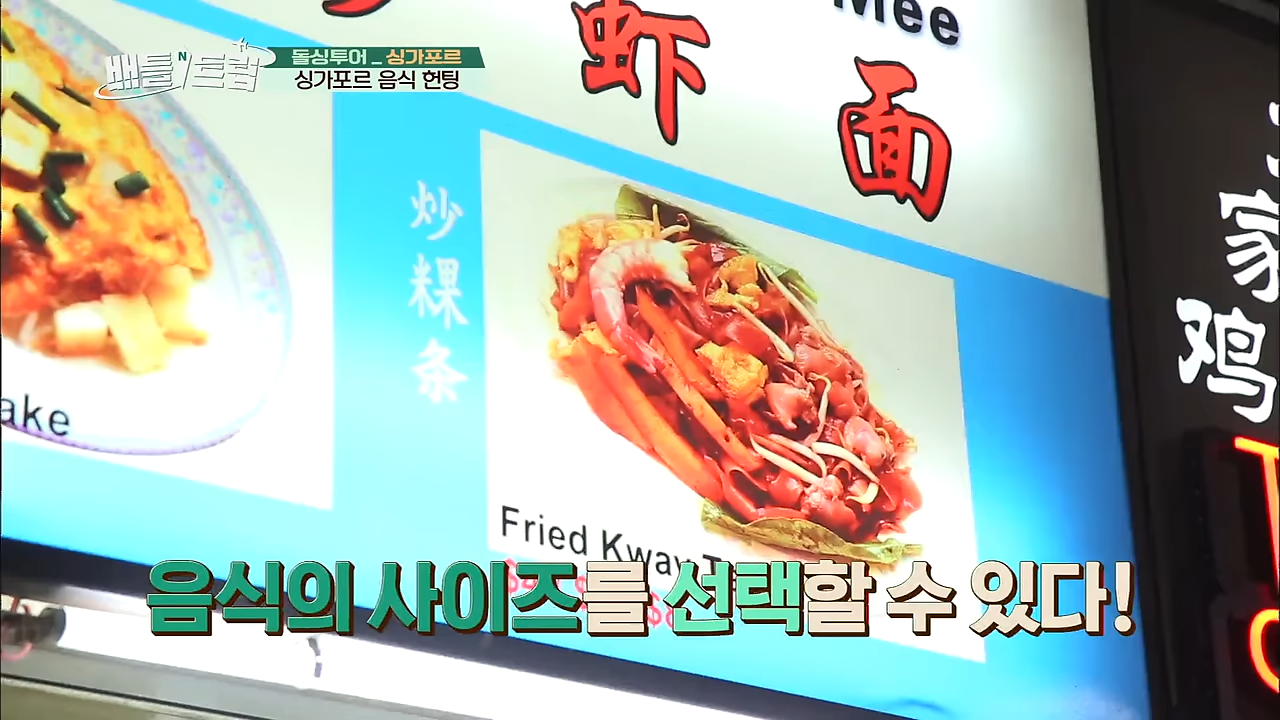 배틀 N 트립
돌싱투어 _ 싱가포르
싱가포르 음식 헌팅
Mee
虾面
炒粿条
家
鸡
ake
Fried Kway T
음식의 사이즈를 선택할 수 있다!